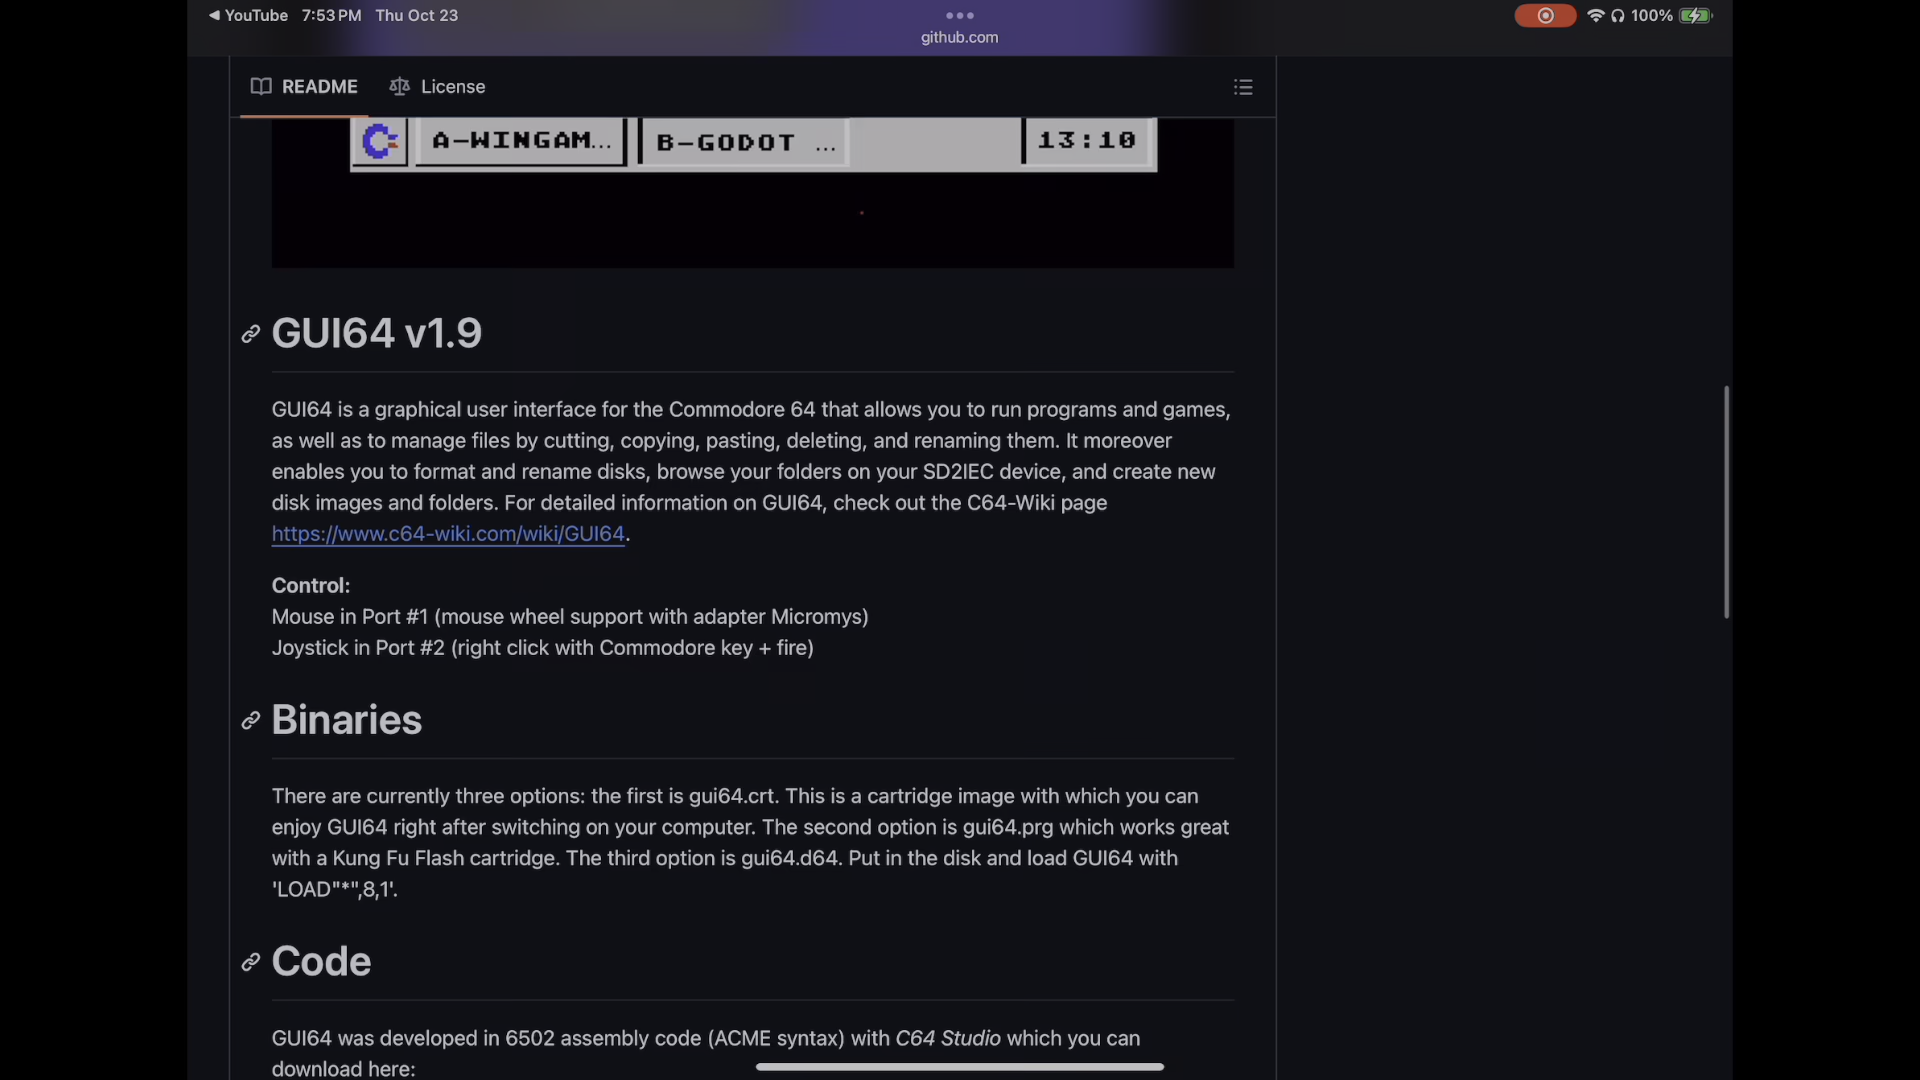 YouTube 7:53 PM Thu Oct 23
100%
github.com
README License
A-WINGAM... B-GODOT ... 13:10
GUI64 v1.9
GUI64 is a graphical user interface for the Commodore 64 that allows you to run programs and games,
as well as to manage files by cutting, copying, pasting, deleting, and renaming them. It moreover
enables you to format and rename disks, browse your folders on your SD2IEC device, and create new
disk images and folders. For detailed information on GUI64, check out the C64-Wiki page
https://www.c64-wiki.com/wiki/GUI64.
Control:
Mouse in Port #1 (mouse wheel support with adapter Micromys)
Joystick in Port #2 (right click with Commodore key + fire)
Binaries
There are currently three options: the first is gui64.crt. This is a cartridge image with which you can
enjoy GUI64 right after switching on your computer. The second option is gui64.prg which works great
with a Kung Fu Flash cartridge. The third option is gui64.d64. Put in the disk and load GUI64 with
'LOAD"*",8,1'.
Code
GUI64 was developed in 6502 assembly code (ACME syntax) with C64 Studio which you can
download here: